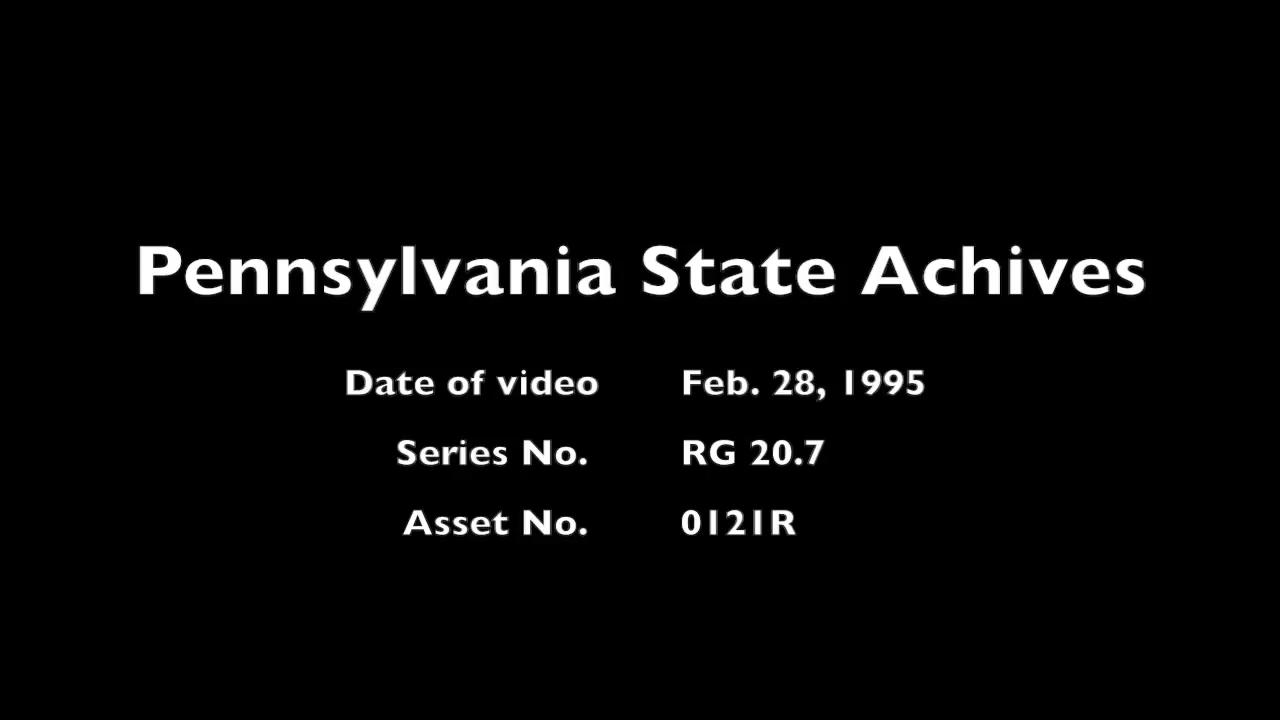 Pennsylvania State Achives
Date of video Feb. 28, 1995
Series No. RG 20.7
Asset No. 0121R